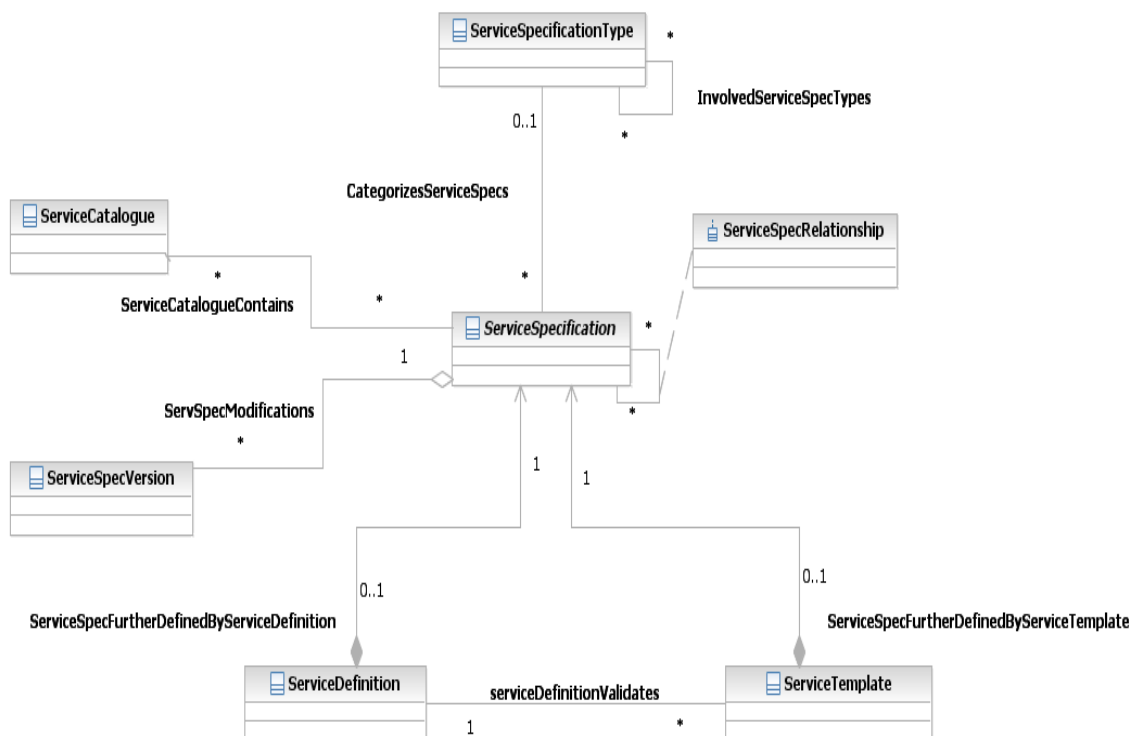 ServiceSpecificationType
*
InvolvedServiceSpecTypes
0..1
*
CategorizesServiceSpecs
ServiceCatalogue
ServiceSpecRelationship
*
*
*
ServiceCatalogueContains
ServiceSpecification
*
1
ServSpecModifications
*
*
ServiceSpecVersion
1
1
0..1
0..1
ServiceSpecFurtherDefinedByServiceDefinition
ServiceSpecFurtherDefinedByServiceTemplate
ServiceDefinition
serviceDefinitionValidates
ServiceTemplate
1
*